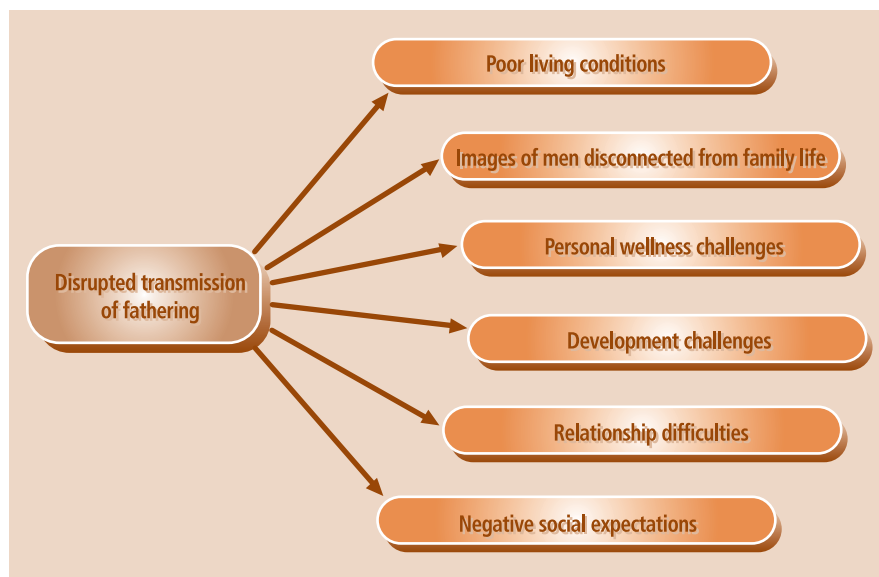 Poor living conditions
Images of men disconnected from family life
Personal wellness challenges
Disrupted transmission
of fathering
Development challenges
Relationship difficulties
Negative social expectations